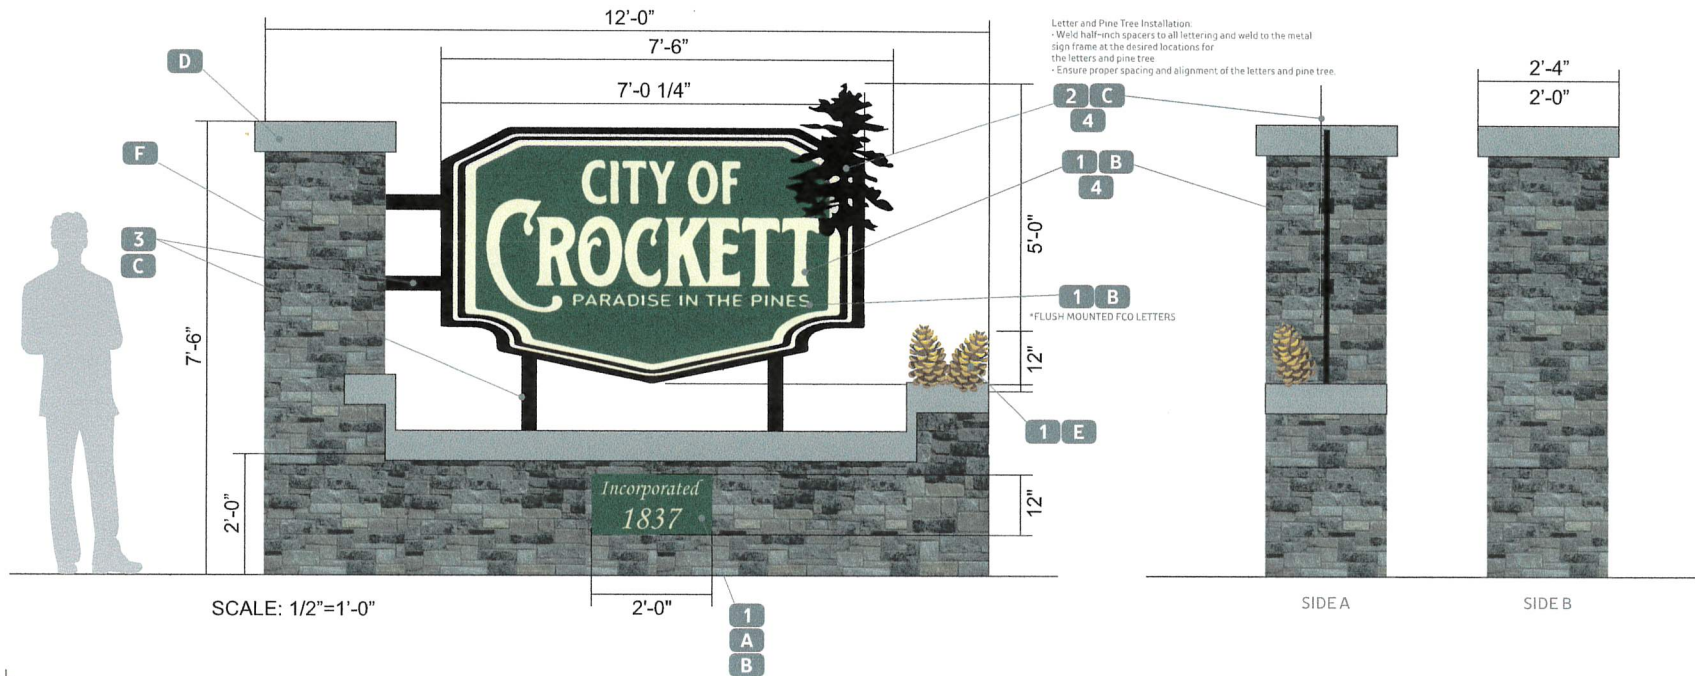 12'-0"
Letter and Pine Tree Installation:
- Weld half-inch spacers to all lettering and weld to the metal
sign frame at the desired locations for
the letters and pine tree
- Ensure proper spacing and alignment of the letters and pine tree.
7'-6"
7'-0 1/4"
2'-4"
2'-0"
D
2 C
4
F
1 B
4
CITY OF
CROCKETT
PARADISE IN THE PINES
3
C
5'-0"
1 B
*FLUSH MOUNTED FCO LETTERS
7'-6"
12"
1 E
2'-0"
Incorporated
1837
12"
SCALE: 1/2"=1'-0"
2'-0"
1
A
B
SIDE A
SIDE B